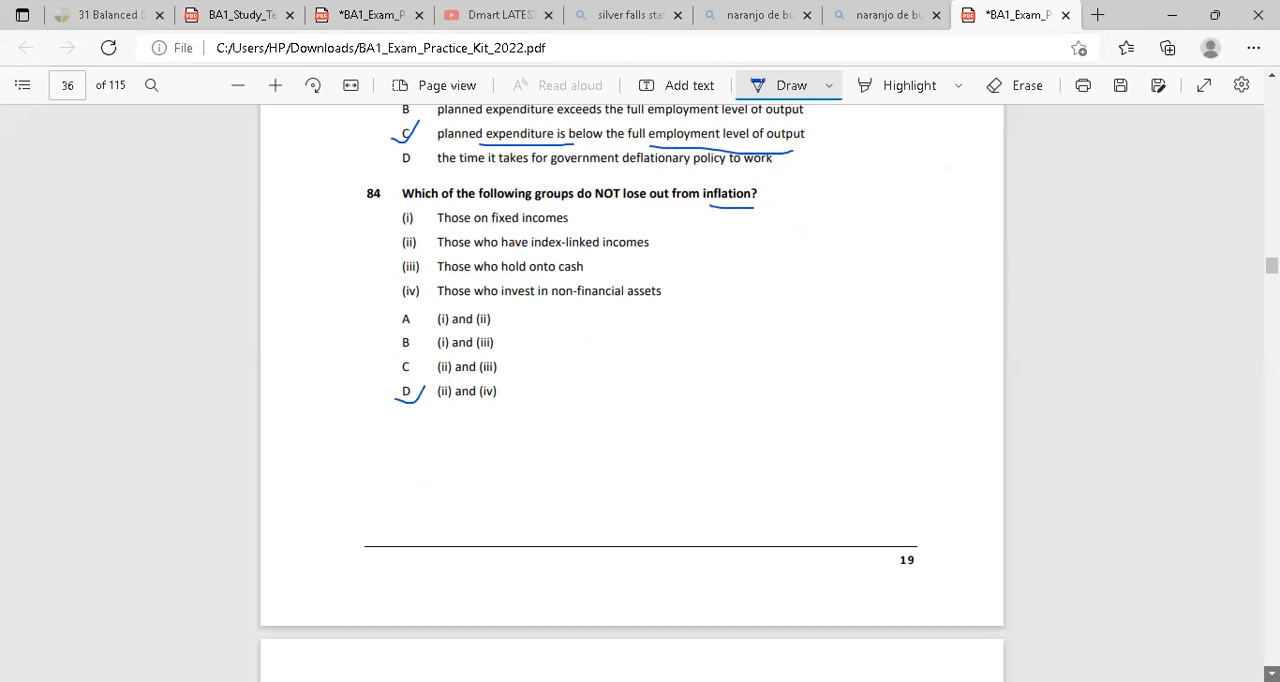 31 Balanced S
BA1_Study_Te
*BA1_Exam_P
Dmart LATES
silver falls sta
naranjo de bu
naranjo de bu
*BA1_Exam_P
File
C:/Users/HP/Downloads/BA1_Exam_Practice_Kit_2022.pdf
36 of 115
Page view
Read aloud
Add text
Draw
Highlight
Erase
B planned expenditure exceeds the full employment level of output
C planned expenditure is below the full employment level of output
D the time it takes for government deflationary policy to work
84 Which of the following groups do NOT lose out from inflation?
(i) Those on fixed incomes
(ii) Those who have index-linked incomes
(iii) Those who hold onto cash
(iv) Those who invest in non-financial assets
A (i) and (ii)
B (i) and (iii)
C (ii) and (iii)
D (ii) and (iv)
19